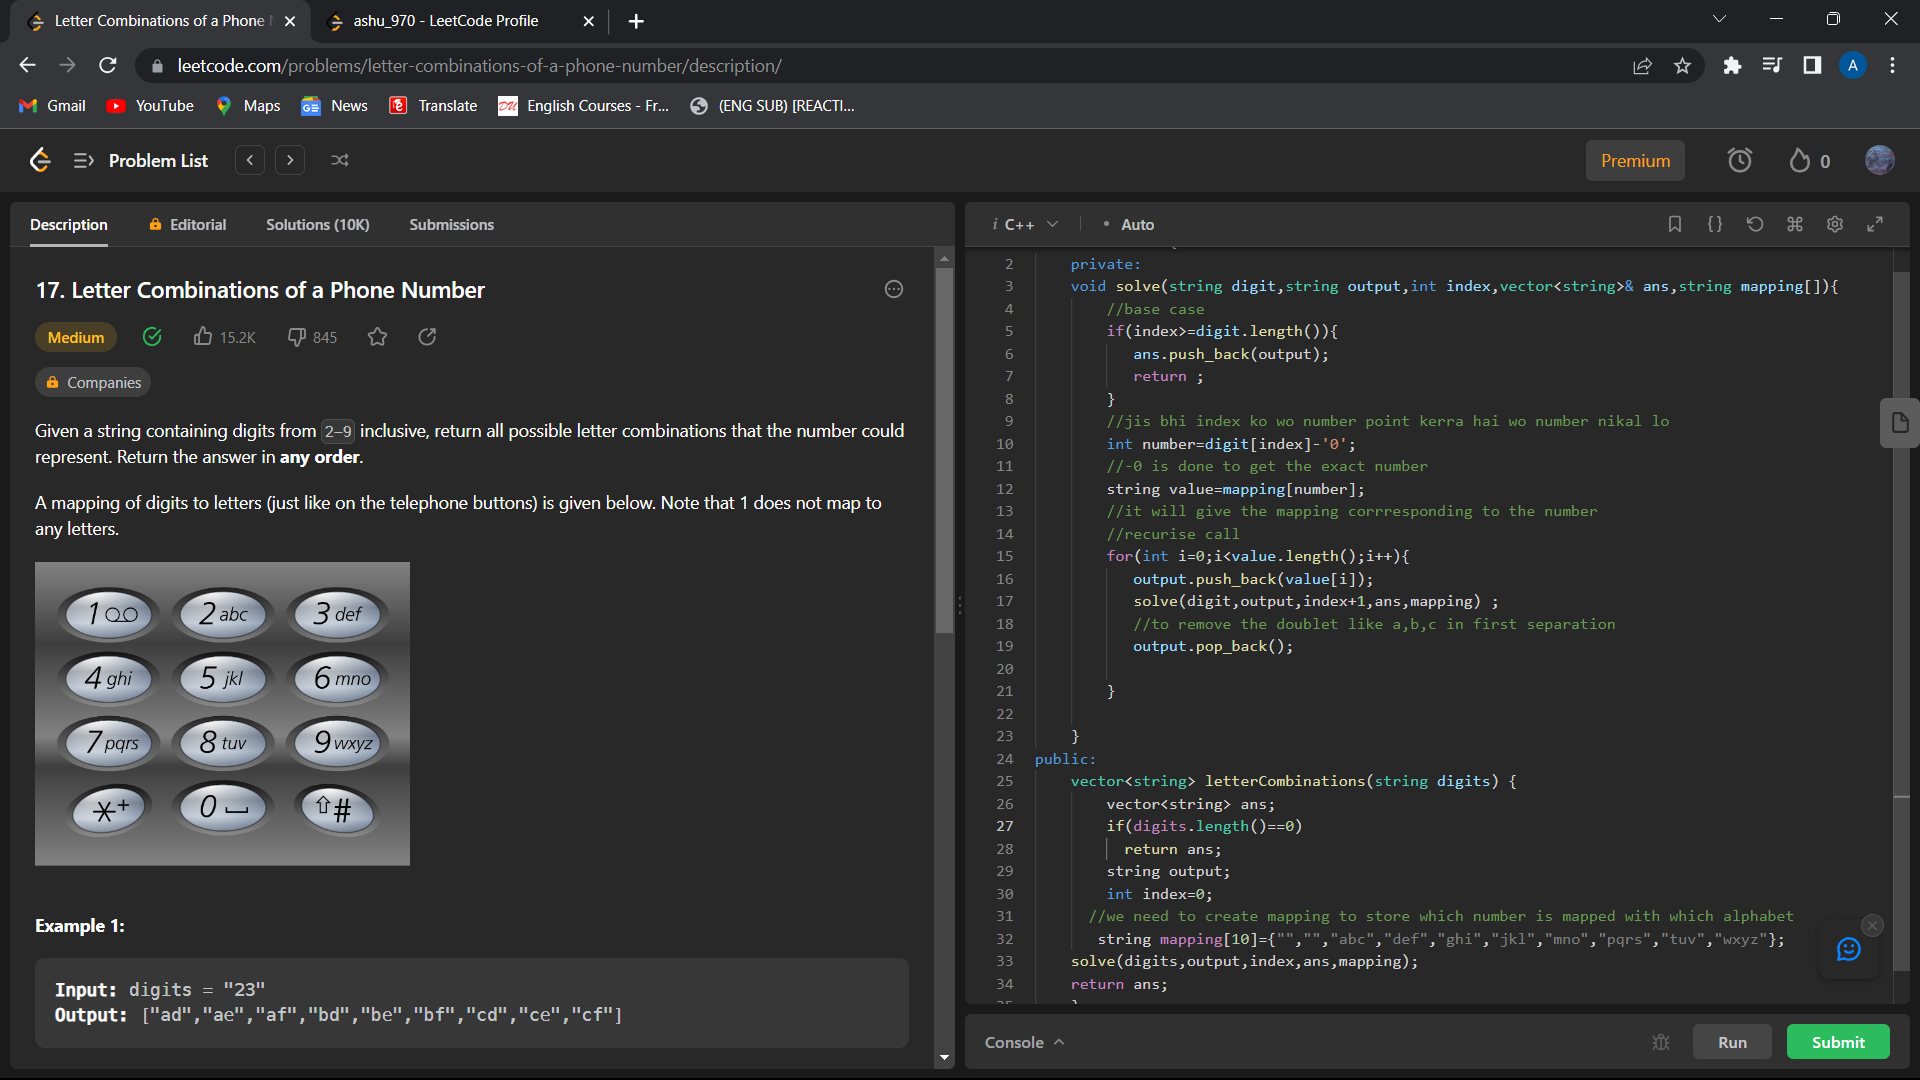 Letter Combinations of a Phone
ashu_970 - LeetCode Profile
leetcode.com/problems/letter-combinations-of-a-phone-number/description/
A
Gmail
YouTube
Maps
News
Translate
English Courses - Fr...
(ENG SUB) [REACTI...
Problem List
Premium
0
Description
Editorial
Solutions (10K)
Submissions
17. Letter Combinations of a Phone Number
Medium
15.2K
845
Companies
Given a string containing digits from 2-9 inclusive, return all possible letter combinations that the number could
represent. Return the answer in any order.
A mapping of digits to letters (just like on the telephone buttons) is given below. Note that 1 does not map to
any letters.
1
2 abc
3 def
4 ghi
5 jkl
6 mno
7 pqrs
8 tuv
9 wxyz
*+
0
#
Example 1:
Input: digits = "23"
Output: ["ad","ae","af","bd","be","bf","cd","ce","cf"]
i C++
• Auto
2 private:
3 void solve(string digit,string output,int index,vector<string>& ans,string mapping[]){
4 //base case
5 if(index>=digit.length()){
6 ans.push_back(output);
7 return ;
8 }
9 //jis bhi index ko wo number point kerra hai wo number nikal lo
10 int number=digit[index]-'0';
11 //-0 is done to get the exact number
12 string value=mapping[number];
13 //it will give the mapping corrresponding to the number
14 //recurise call
15 for(int i=0;i<value.length();i++){
16 output.push_back(value[i]);
17 solve(digit,output,index+1,ans,mapping) ;
18 //to remove the doublet like a,b,c in first separation
19 output.pop_back();
20
21 }
22
23 }
24 public:
25 vector<string> letterCombinations(string digits) {
26 vector<string> ans;
27 if(digits.length()==0)
28 return ans;
29 string output;
30 int index=0;
31 //we need to create mapping to store which number is mapped with which alphabet
32 string mapping[10]={"","","abc","def","ghi","jkl","mno","pqrs","tuv","wxyz"};
33 solve(digits,output,index,ans,mapping);
34 return ans;
Console
Run
Submit